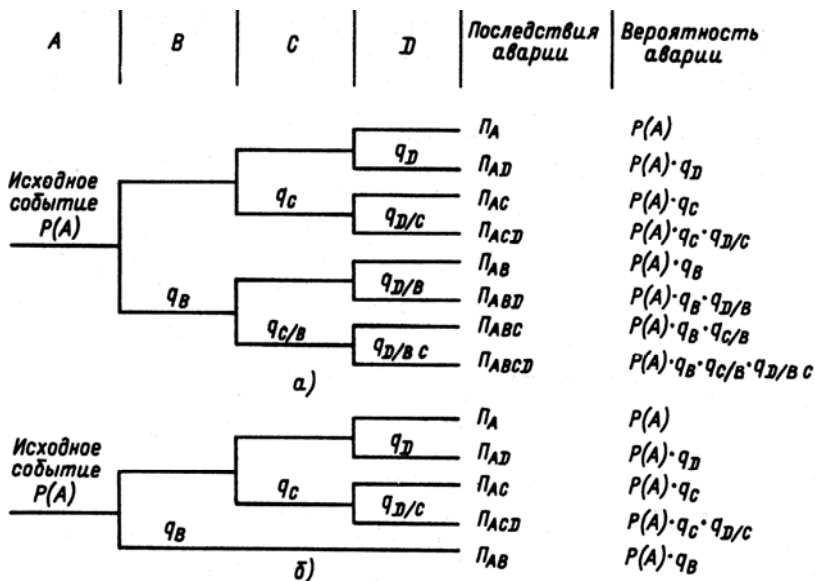 A B C D Последствия аварии Вероятность аварии
П_A P(A)
q_D П_AD P(A)·q_D
Исходное событие P(A)
q_C П_AC P(A)·q_C
q_D/C П_ACD P(A)·q_C·q_D/C
П_AB P(A)·q_B
q_B q_D/B П_ABD P(A)·q_B·q_D/B
q_C/B П_ABC P(A)·q_B·q_C/B
q_D/B C П_ABCD P(A)·q_B·q_C/B·q_D/B C
а)
П_A P(A)
Исходное событие P(A)
q_D П_AD P(A)·q_D
q_C П_AC P(A)·q_C
q_D/C П_ACD P(A)·q_C·q_D/C
q_B П_AB P(A)·q_B
б)